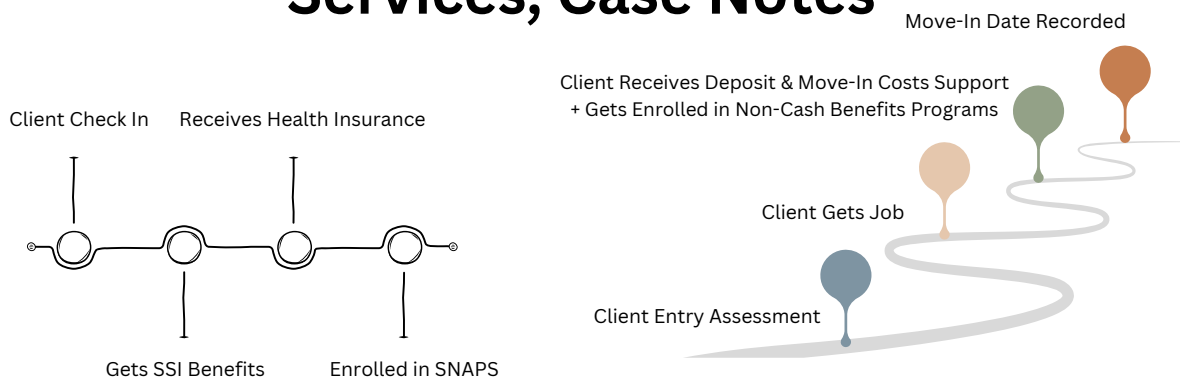 Services, Case Notes
Move-In Date Recorded
Client Receives Deposit & Move-In Costs Support
+ Gets Enrolled in Non-Cash Benefits Programs
Client Check In
Receives Health Insurance
Client Gets Job
Client Entry Assessment
Gets SSI Benefits
Enrolled in SNAPS